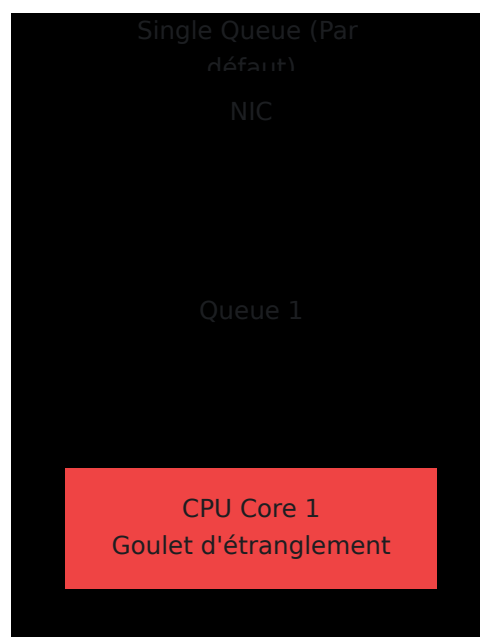 Single Queue (Par
défaut)
NIC
Queue 1
CPU Core 1
Goulet d'étranglement